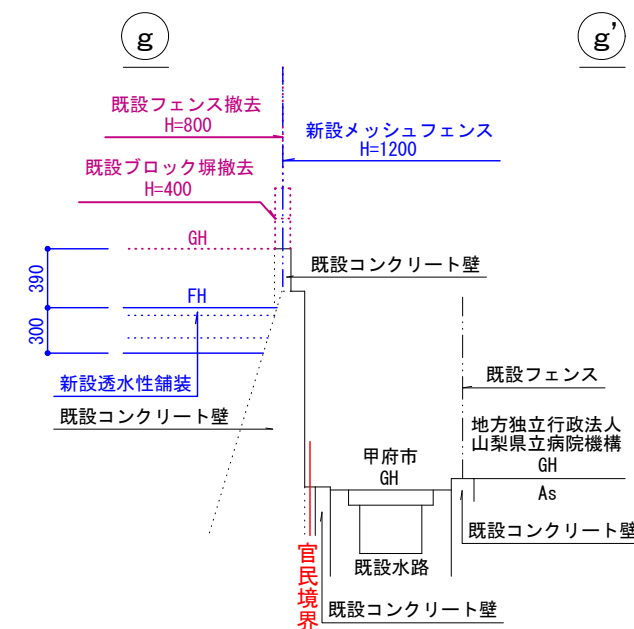 g
g'
既設フェンス撤去
H=800
新設メッシュフェンス
H=1200
既設ブロック塀撤去
H=400
GH
既設コンクリート壁
390
FH
300
新設透水性舗装
既設フェンス
既設コンクリート壁
地方独立行政法人
山梨県立病院機構
GH
As
甲府市
GH
既設コンクリート壁
官民境界
既設水路
既設コンクリート壁